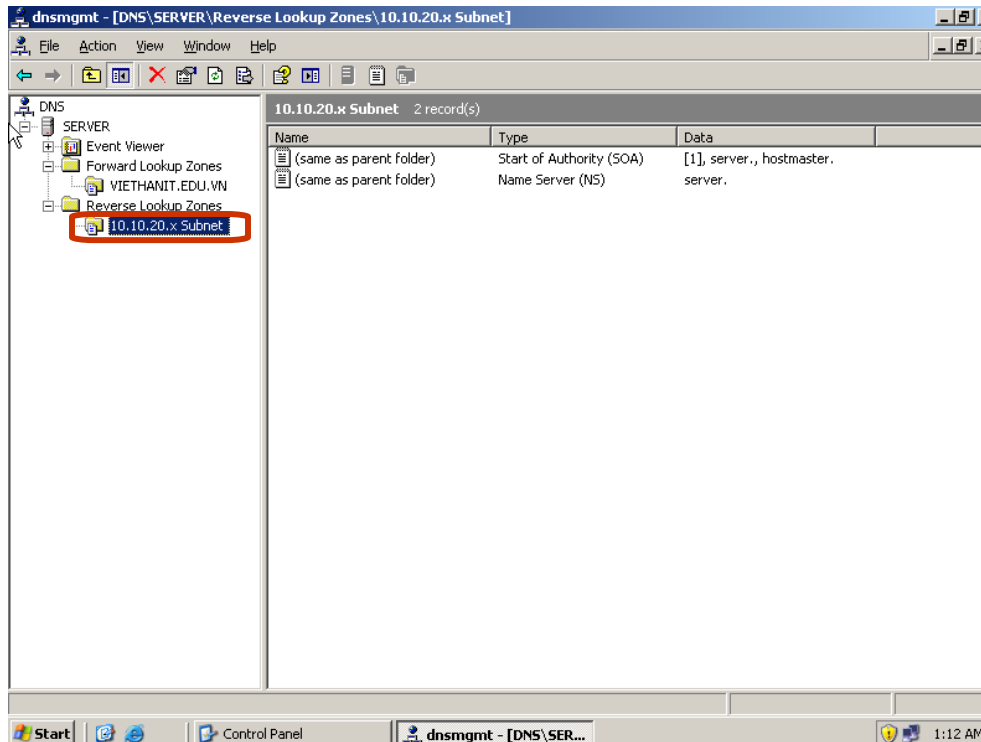 dnsmgmt - [DNS\SERVER\Reverse Lookup Zones\10.10.20.x Subnet]
File Action View Window Help
DNS
SERVER
Event Viewer
Forward Lookup Zones
VIETHANIT.EDU.VN
Reverse Lookup Zones
10.10.20.x Subnet
10.10.20.x Subnet 2 record(s)
Name Type Data
(same as parent folder) Start of Authority (SOA) [1], server., hostmaster.
(same as parent folder) Name Server (NS) server.
Start Control Panel dnsmgmt - [DNS\SER... 1:12 AM